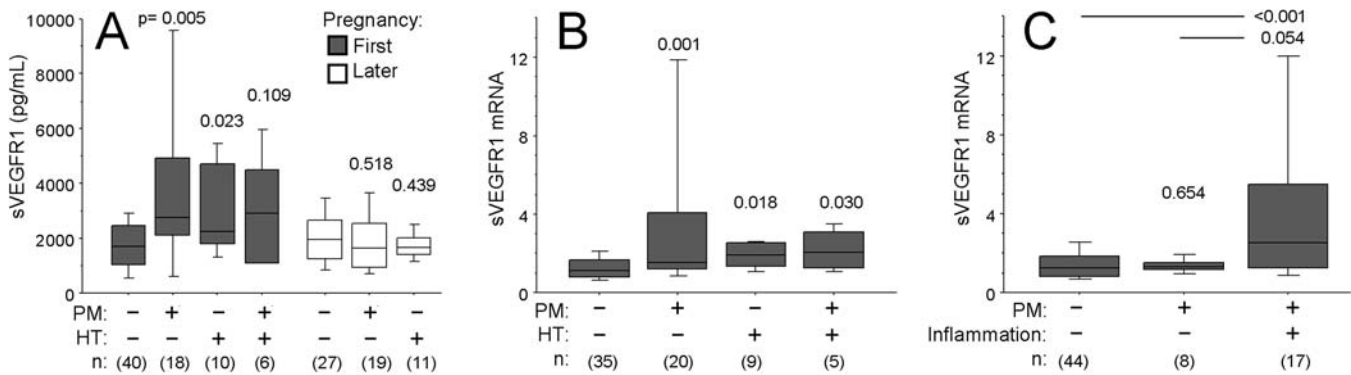 A
sVEGFR1 (pg/mL)
10000
8000
6000
4000
2000
0
p= 0.005
0.023
0.109
0.518
0.439
Pregnancy:
First
Later
PM: − + − + − + −
HT: − − + + − − +
n: (40) (18) (10) (6) (27) (19) (11)
B
sVEGFR1 mRNA
12
8
4
0
0.001
0.018
0.030
PM: − + − +
HT: − − + +
n: (35) (20) (9) (5)
C
sVEGFR1 mRNA
12
8
4
0
<0.001
0.054
0.654
PM: − + +
Inflammation: − − +
n: (44) (8) (17)